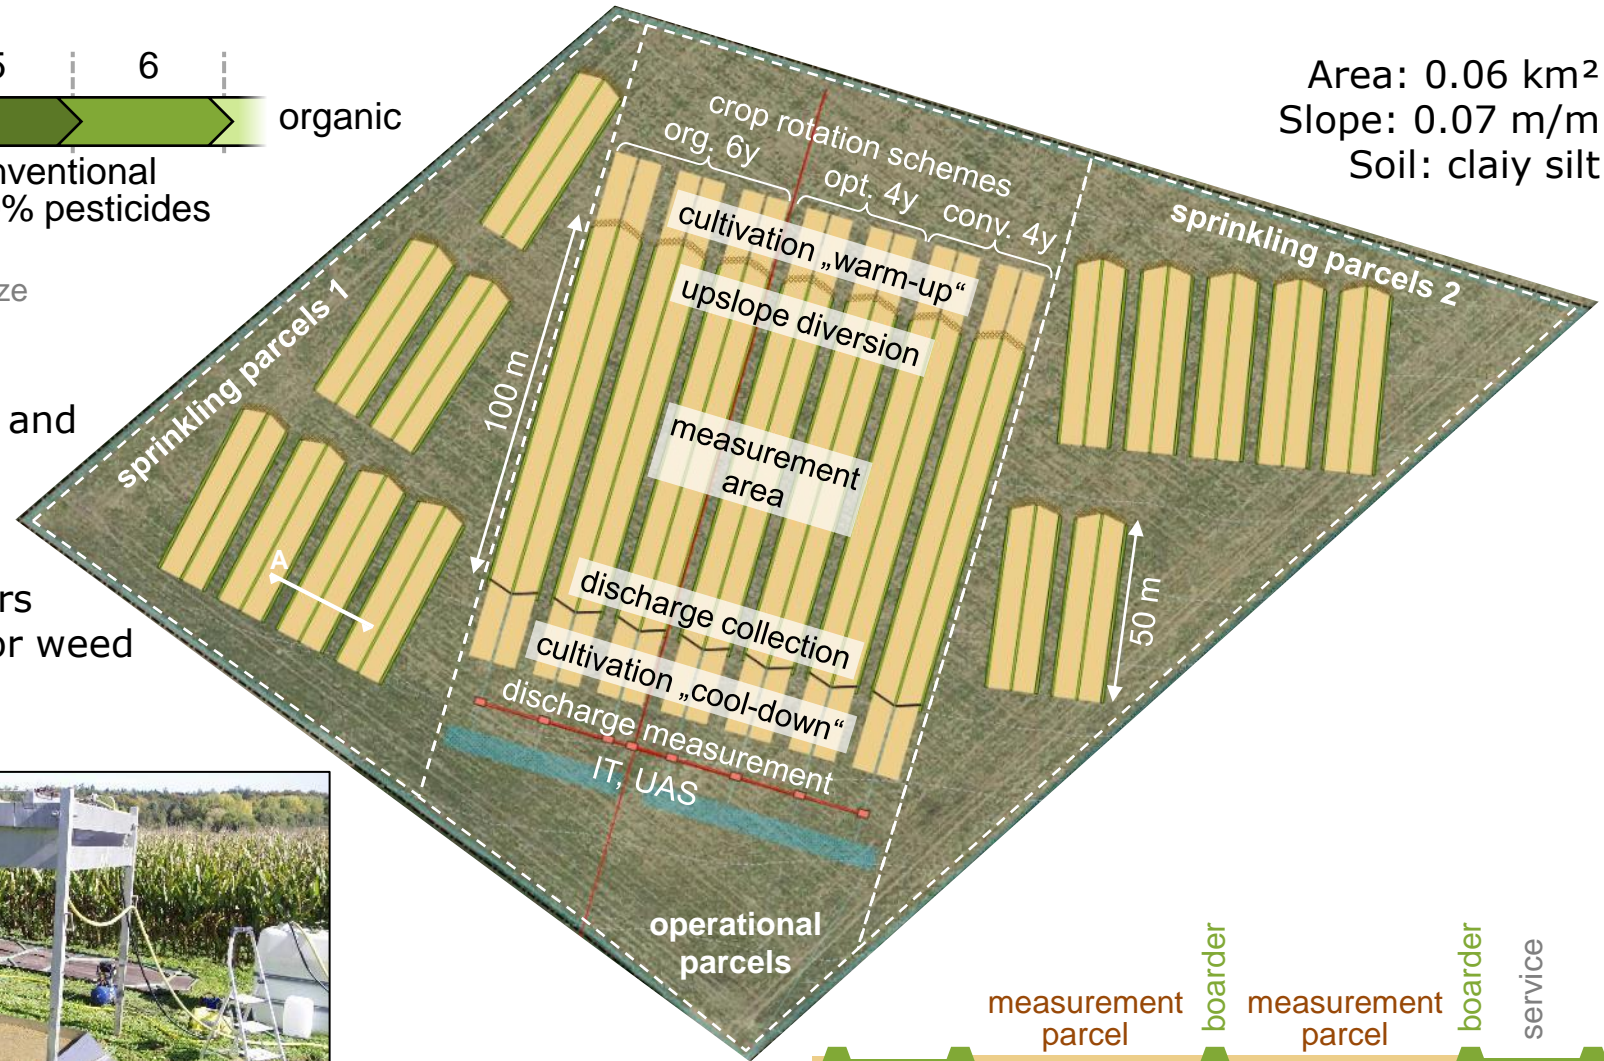 5
6
organic
nventional
% pesticides
ze
and
rs
or weed
Area: 0.06 km²
Slope: 0.07 m/m
Soil: claiy silt
crop rotation schemes
org. 6y
opt. 4y
conv. 4y
cultivation „warm-up“
upslope diversion
100 m
measurement
area
discharge collection
cultivation „cool-down“
discharge measurement
IT, UAS
sprinkling parcels 1
A
sprinkling parcels 2
50 m
operational
parcels
measurement
parcel
boarder
measurement
parcel
boarder
service